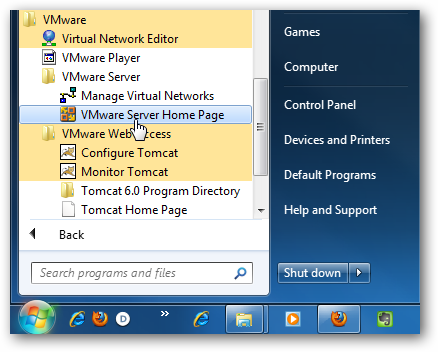 VMware
Virtual Network Editor
VMware Player
VMware Server
Manage Virtual Networks
VMware Server Home Page
VMware Web Access
Configure Tomcat
Monitor Tomcat
Tomcat 6.0 Program Directory
Tomcat Home Page
Back
Search programs and files
Games
Computer
Control Panel
Devices and Printers
Default Programs
Help and Support
Shut down
D